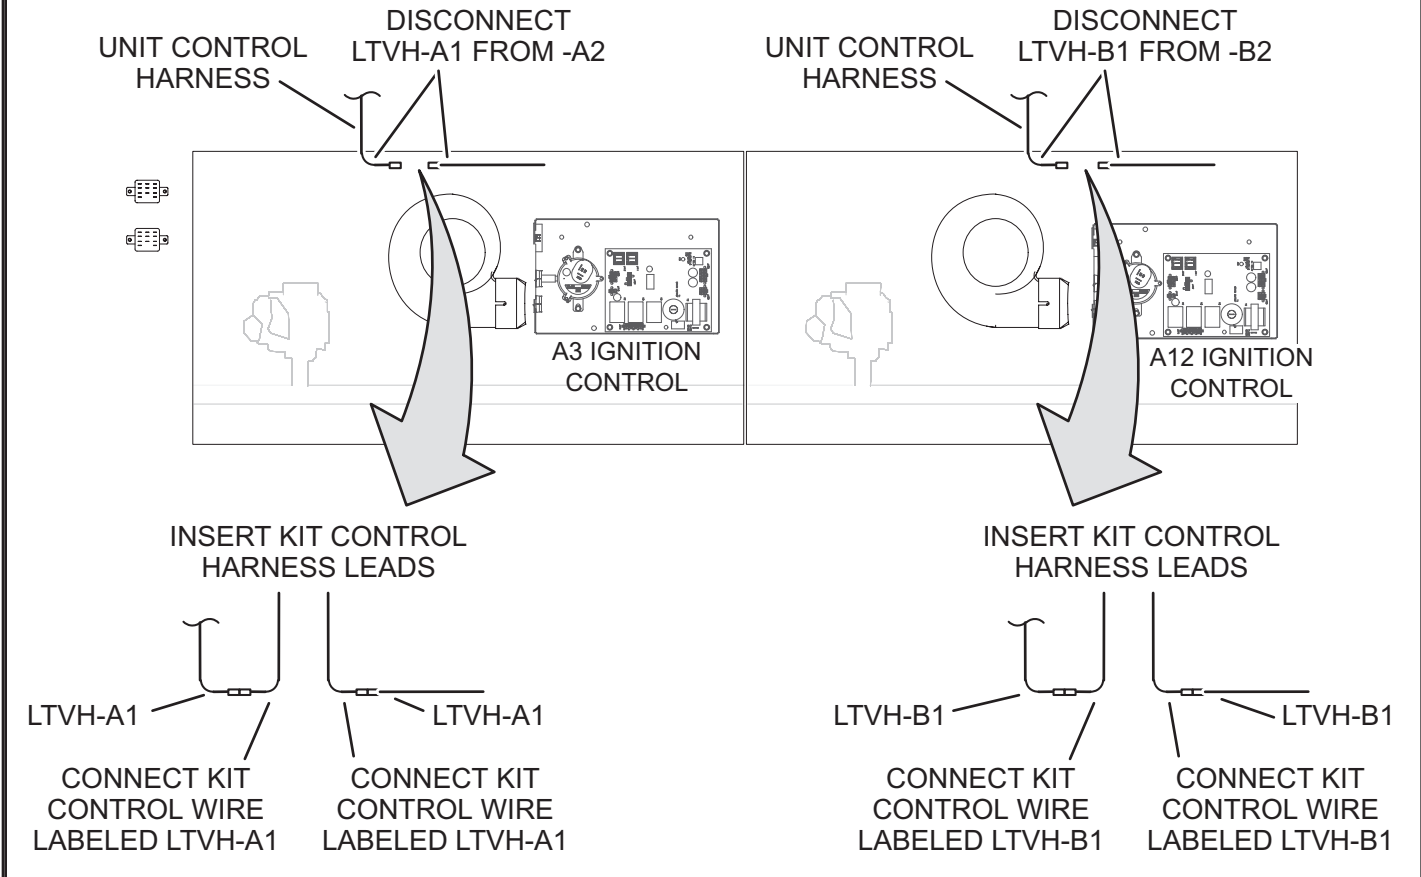 UNIT CONTROL
HARNESS
DISCONNECT
LTVH-A1 FROM -A2
UNIT CONTROL
HARNESS
DISCONNECT
LTVH-B1 FROM -B2
A3 IGNITION
CONTROL
A12 IGNITION
CONTROL
INSERT KIT CONTROL
HARNESS LEADS
INSERT KIT CONTROL
HARNESS LEADS
LTVH-A1
LTVH-A1
LTVH-B1
LTVH-B1
CONNECT KIT
CONTROL WIRE
LABELED LTVH-A1
CONNECT KIT
CONTROL WIRE
LABELED LTVH-A1
CONNECT KIT
CONTROL WIRE
LABELED LTVH-B1
CONNECT KIT
CONTROL WIRE
LABELED LTVH-B1